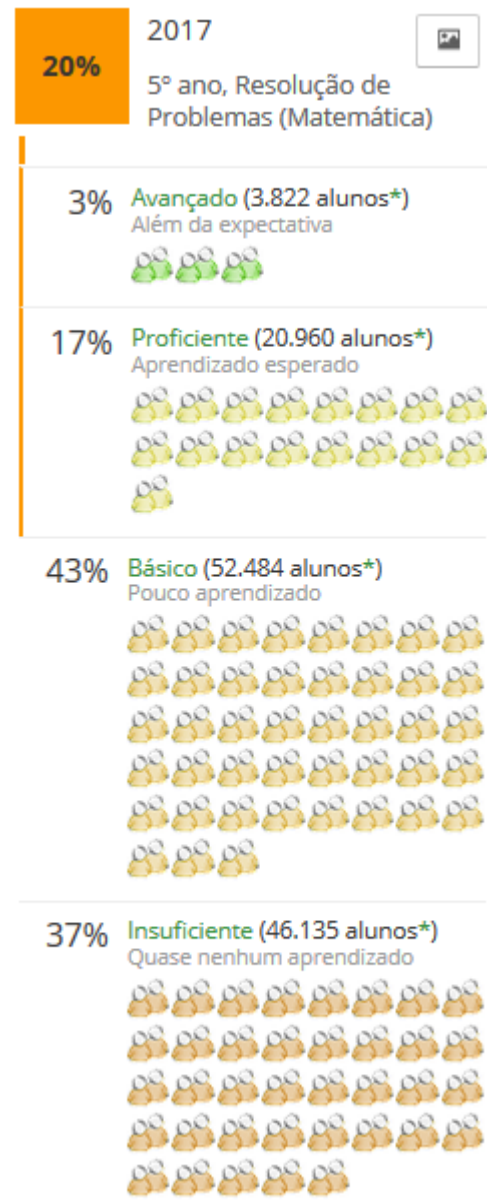 20%
2017
5º ano, Resolução de
Problemas (Matemática)
3%
Avançado (3.822 alunos*)
Além da expectativa
17%
Proficiente (20.960 alunos*)
Aprendizado esperado
43%
Básico (52.484 alunos*)
Pouco aprendizado
37%
Insuficiente (46.135 alunos*)
Quase nenhum aprendizado